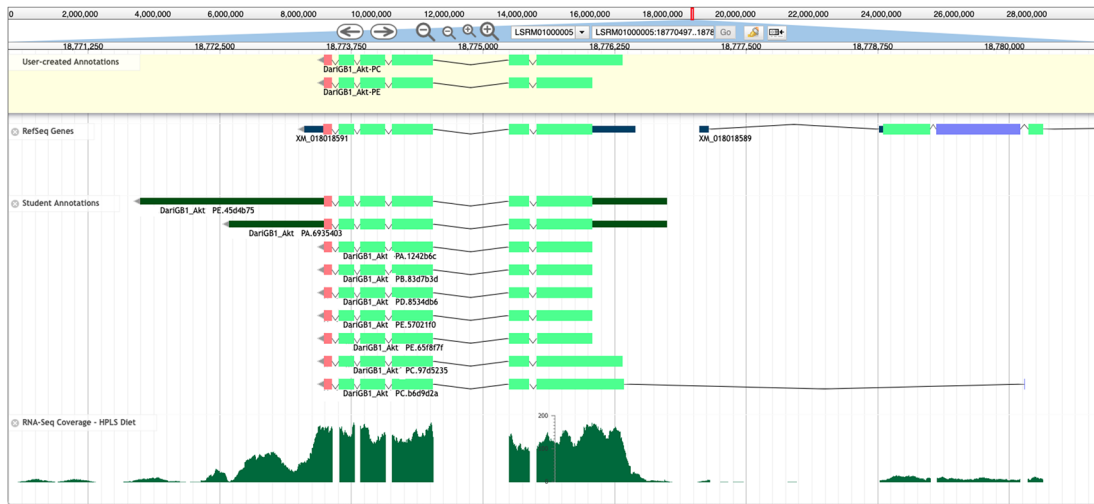 0 2,000,000 4,000,000 6,000,000 8,000,000 10,000,000 12,000,000 14,000,000 16,000,000 18,000,000 20,000,000 22,000,000 24,000,000 26,000,000 28,000,000
LSRM01000005 LSRM01000005:18770497..1878 Go
18,771,250 18,772,500 18,773,750 18,775,000 18,776,250 18,777,500 18,778,750 18,780,000
User-created Annotations
DariGB1_Akt-PC
DariGB1_Akt-PE
RefSeq Genes
XM_018018591 XM_018018589
Student Annotations
DariGB1_Akt PE.45d4b75
DariGB1_Akt PA.6935403
DariGB1_Akt -PA.1242b6c
DariGB1_Akt PB.83d7b3d
DariGB1_Akt PD.8534db6
DariGB1_Akt PE.57021f0
DariGB1_Akt PE.65f8f7f
DariGB1_Akt PC.97d5235
DariGB1_Akt PC.b6d9d2a
RNA-Seq Coverage - HPLS Diet
200